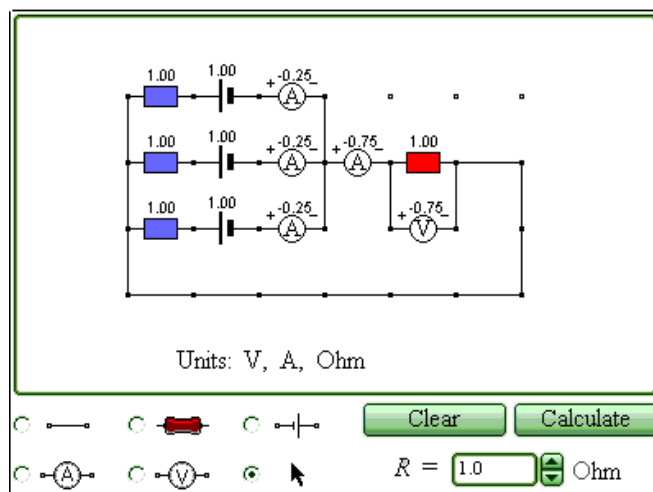 1.00 1.00 + -0.25 –
A
1.00 1.00 + -0.25 – + -0.75 – 1.00
A A
1.00 1.00 + -0.25 – + -0.75 –
A V
Units: V, A, Ohm
Clear Calculate
A V R = 1.0 Ohm